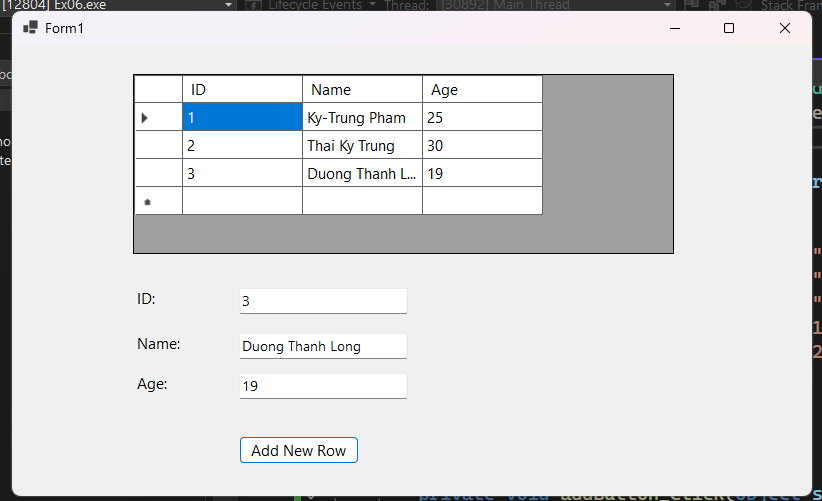 [12804] Ex06.exe Lifecycle Events Thread: [30892] Main Thread Stack Fran
Form1
ID Name Age
1 Ky-Trung Pham 25
2 Thai Ky Trung 30
3 Duong Thanh L... 19
ID: 3
Name: Duong Thanh Long
Age: 19
Add New Row
private void addButton_Click(object s